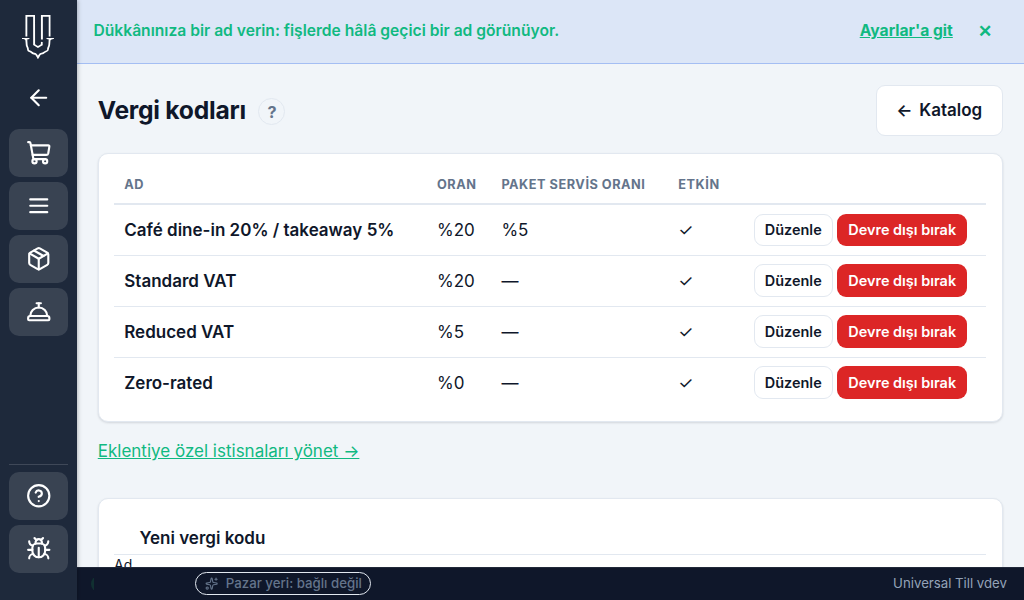 Dükkânınıza bir ad verin: fişlerde hâlâ geçici bir ad görünüyor. Ayarlar'a git ×
Vergi kodları ? ← Katalog
AD ORAN PAKET SERVİS ORANI ETKİN
Café dine-in 20% / takeaway 5% %20 %5 ✓ Düzenle Devre dışı bırak
Standard VAT %20 — ✓ Düzenle Devre dışı bırak
Reduced VAT %5 — ✓ Düzenle Devre dışı bırak
Zero-rated %0 — ✓ Düzenle Devre dışı bırak
Eklentiye özel istisnaları yönet →
Yeni vergi kodu
Ad
Pazar yeri: bağlı değil Universal Till vdev